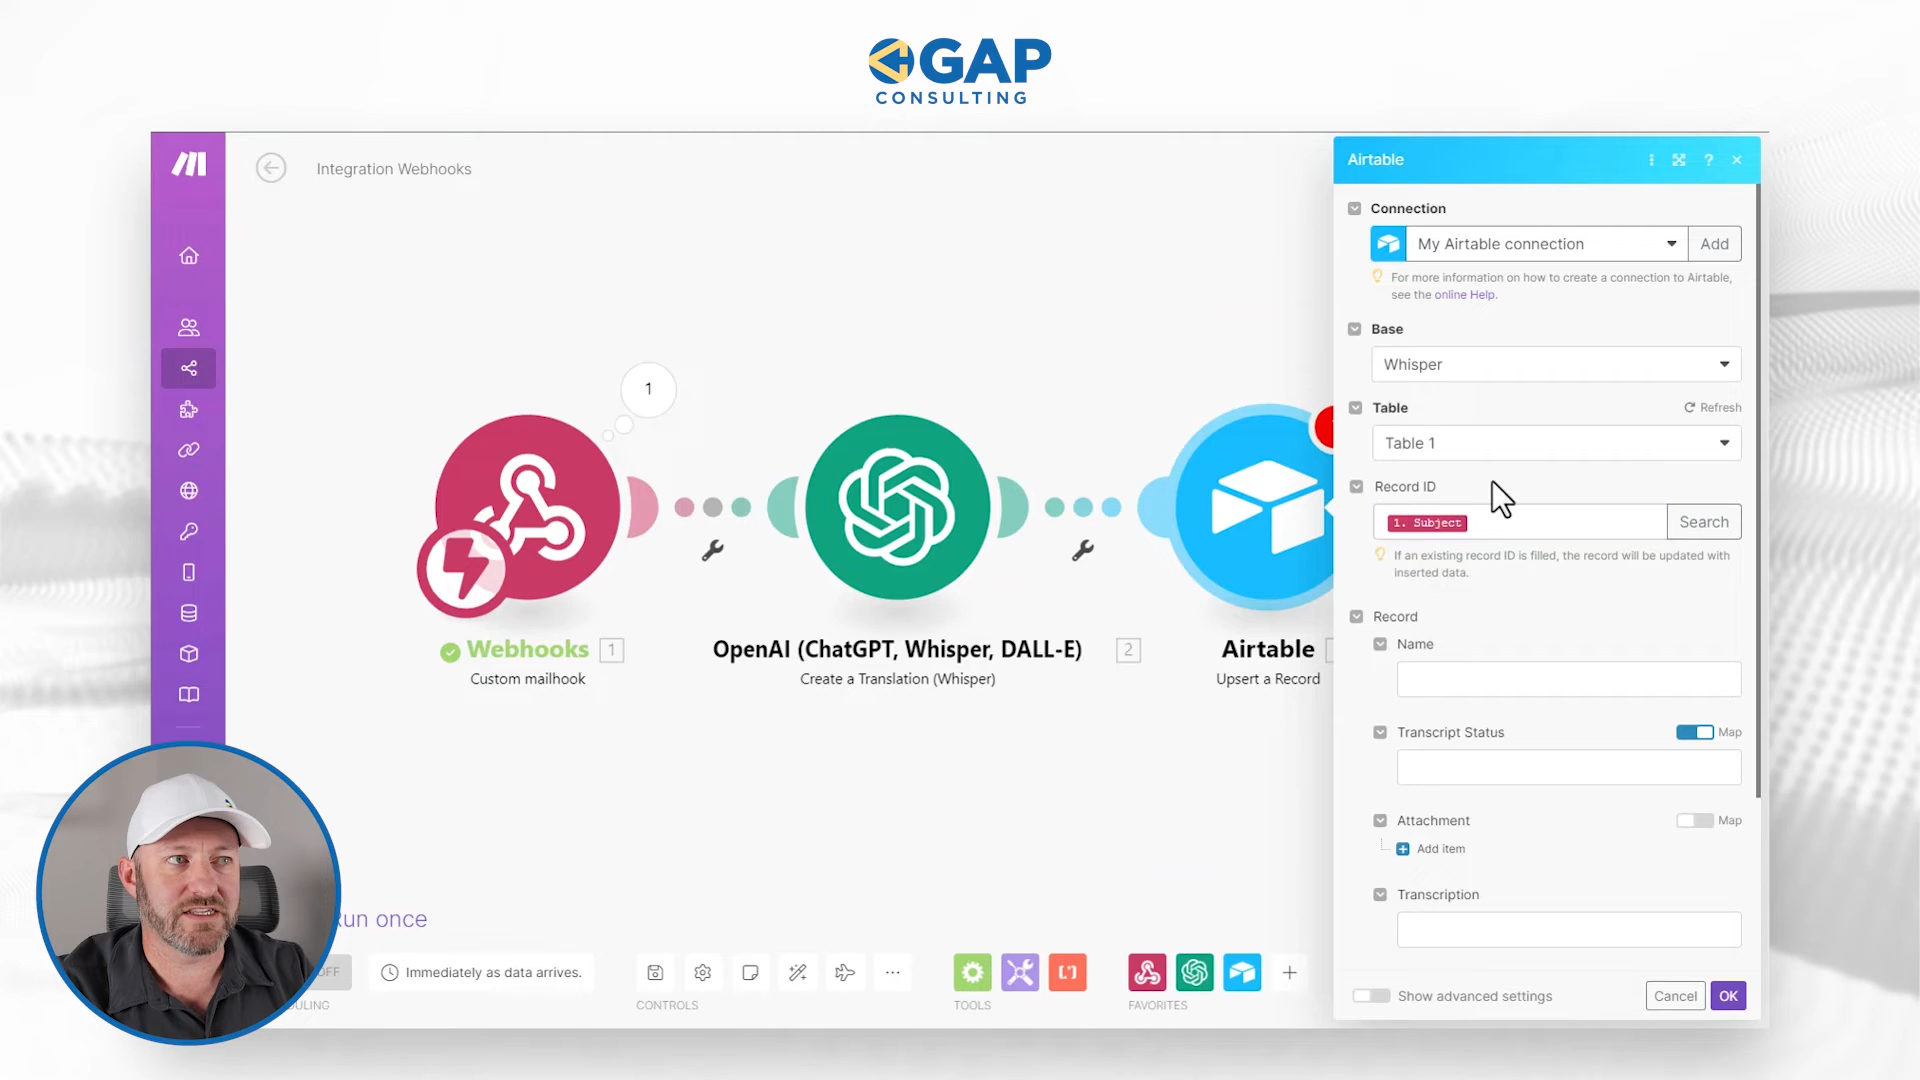 GAP
CONSULTING
Integration Webhooks
Airtable
?
Connection
My Airtable connection
Add
For more information on how to create a connection to Airtable,
see the online Help.
Base
Whisper
Table
Refresh
Table 1
Record ID
1. Subject
Search
If an existing record ID is filled, the record will be updated with
inserted data.
Record
Name
Transcript Status
Map
Attachment
Map
Add item
Transcription
Show advanced settings
Cancel
OK
1
Webhooks
1
Custom mailhook
OpenAI (ChatGPT, Whisper, DALL-E)
2
Create a Translation (Whisper)
Airtable
Upsert a Record
Run once
OFF
Immediately as data arrives.
ULING
CONTROLS
TOOLS
FAVORITES